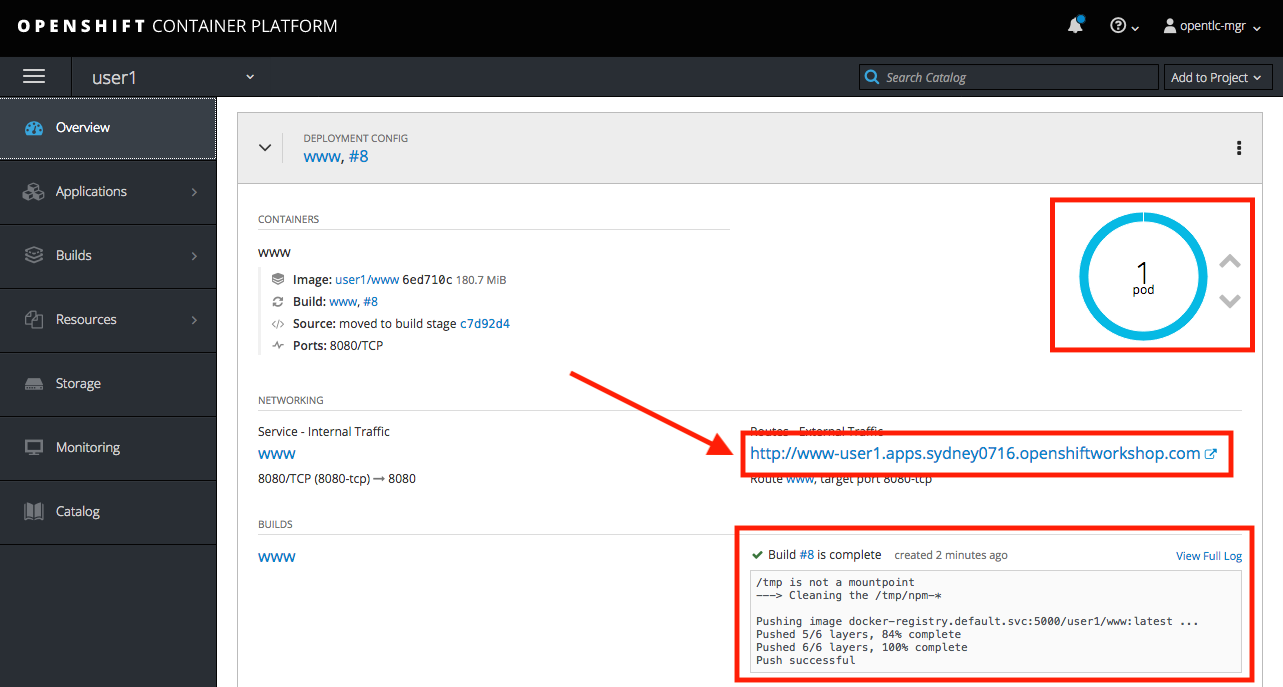 OPENSHIFT CONTAINER PLATFORM
opentlc-mgr
user1
Search Catalog
Add to Project
Overview
Applications
Builds
Resources
Storage
Monitoring
Catalog
DEPLOYMENT CONFIG
www, #8
CONTAINERS
www
Image: user1/www 6ed710c 180.7 MiB
Build: www, #8
Source: moved to build stage c7d92d4
Ports: 8080/TCP
1
pod
NETWORKING
Service - Internal Traffic
www
8080/TCP (8080-tcp) → 8080
Routes - External Traffic
http://www-user1.apps.sydney0716.openshiftworkshop.com
Route www, target port 8080-tcp
BUILDS
www
Build #8 is complete created 2 minutes ago
View Full Log
/tmp is not a mountpoint
---> Cleaning the /tmp/npm-*
Pushing image docker-registry.default.svc:5000/user1/www:latest ...
Pushed 5/6 layers, 84% complete
Pushed 6/6 layers, 100% complete
Push successful